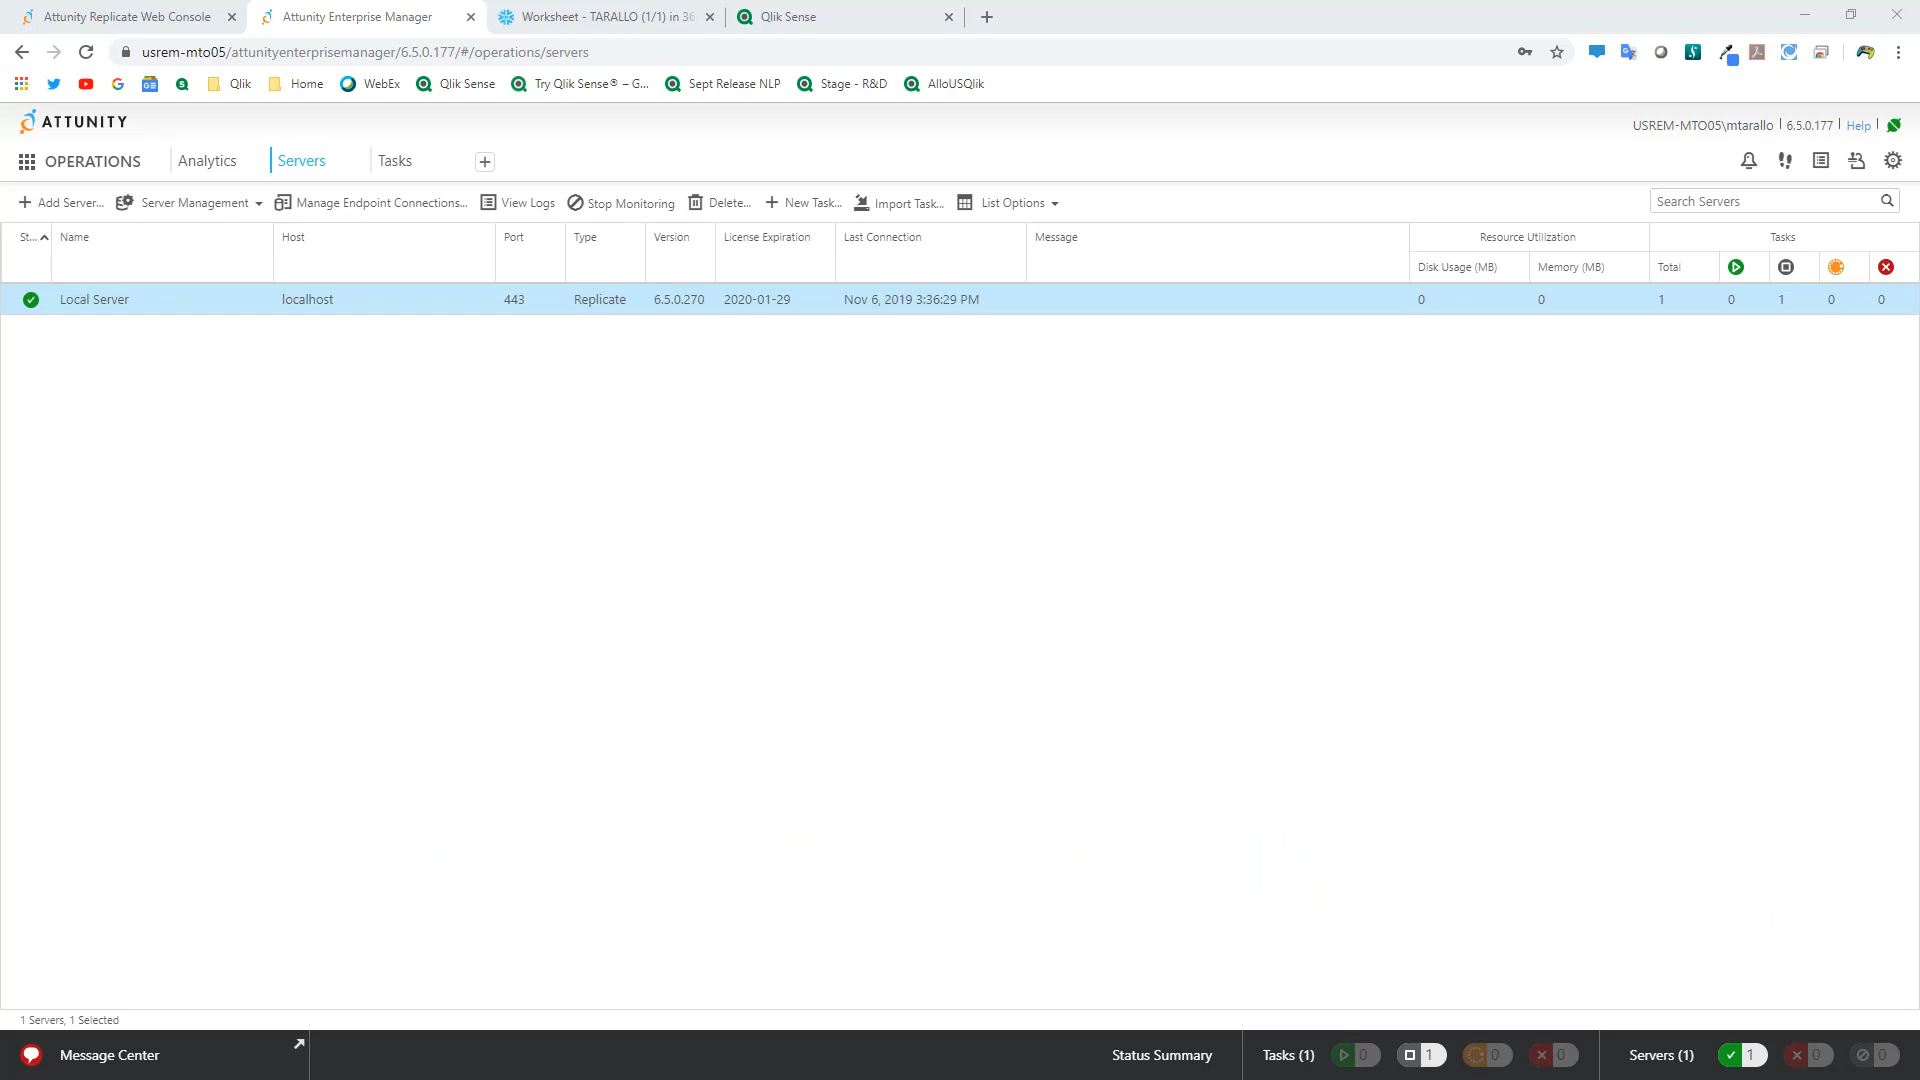 Attunity Replicate Web Console
Attunity Enterprise Manager
Worksheet - TARALLO (1/1) in 36
Qlik Sense
usrem-mto05/attunityenterprisemanager/6.5.0.177/#/operations/servers
Qlik
Home
WebEx
Qlik Sense
Try Qlik Sense® – G...
Sept Release NLP
Stage - R&D
AlloUSQlik
ATTUNITY
USREM-MTO05\mtarallo
6.5.0.177
Help
OPERATIONS
Analytics
Servers
Tasks
Add Server...
Server Management
Manage Endpoint Connections...
View Logs
Stop Monitoring
Delete...
New Task...
Import Task...
List Options
Search Servers
St...
Name
Host
Port
Type
Version
License Expiration
Last Connection
Message
Resource Utilization
Tasks
Disk Usage (MB)
Memory (MB)
Total
Local Server
localhost
443
Replicate
6.5.0.270
2020-01-29
Nov 6, 2019 3:36:29 PM
0
0
1
0
1
0
0
1 Servers, 1 Selected
Message Center
Status Summary
Tasks (1)
0
1
0
0
Servers (1)
1
0
0